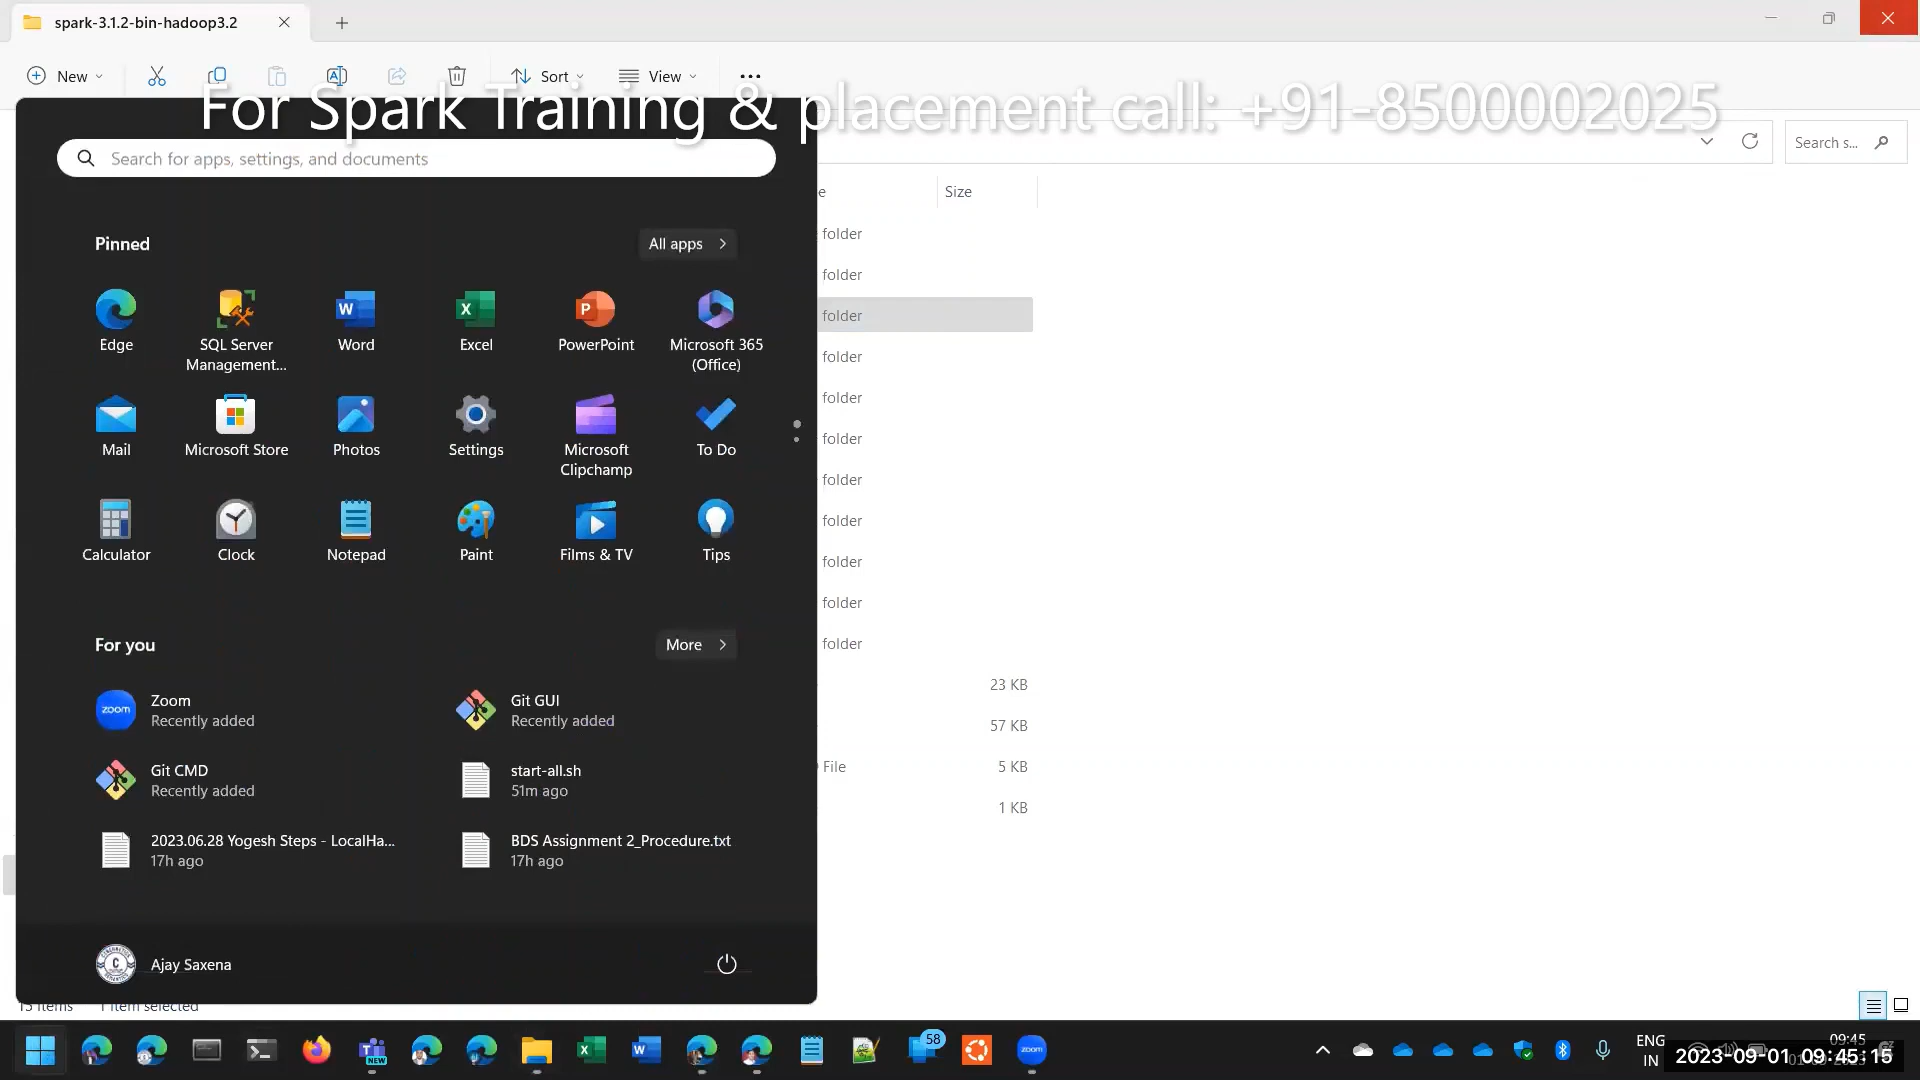 spark-3.1.2-bin-hadoop3.2
New
Sort
View
For Spark Training & placement call: +91-8500002025
Search for apps, settings, and documents
Search s...
Size
Pinned
All apps
folder
folder
folder
folder
folder
folder
folder
folder
folder
folder
folder
Edge
SQL Server Management...
Word
Excel
PowerPoint
Microsoft 365 (Office)
Mail
Microsoft Store
Photos
Settings
Microsoft Clipchamp
To Do
Calculator
Clock
Notepad
Paint
Films & TV
Tips
For you
More
23 KB
57 KB
File
5 KB
1 KB
zoom
Zoom
Recently added
Git GUI
Recently added
Git CMD
Recently added
start-all.sh
51m ago
2023.06.28 Yogesh Steps - LocalHa...
17h ago
BDS Assignment 2_Procedure.txt
17h ago
Ajay Saxena
15 items
1 item selected
NEW
58
zoom
ENG
IN
09:45
2023-09-01 09:45:15